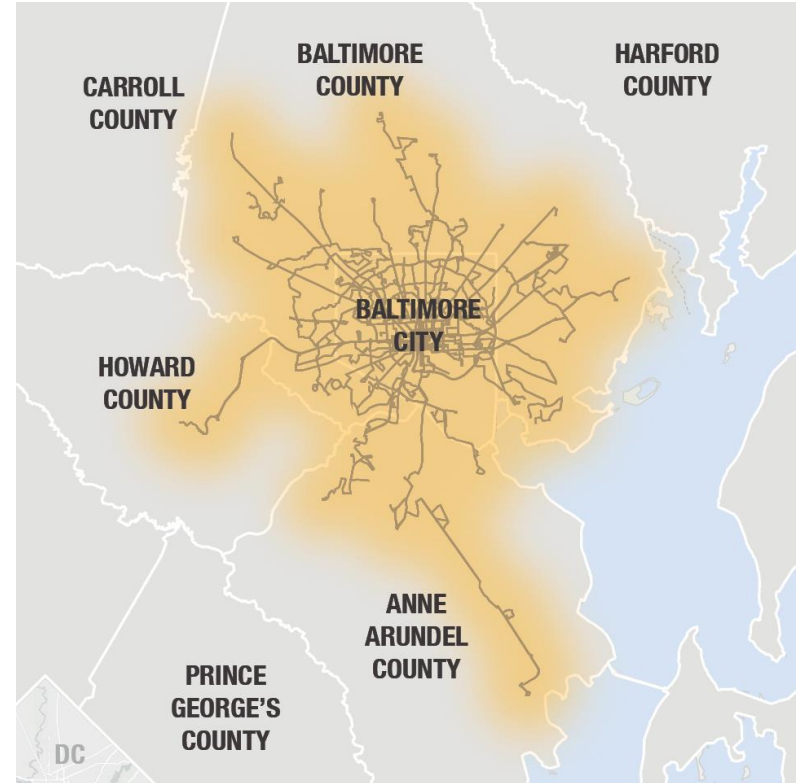 BALTIMORE
COUNTY
HARFORD
COUNTY
CARROLL
COUNTY
BALTIMORE
CITY
HOWARD
COUNTY
ANNE
ARUNDEL
COUNTY
PRINCE
GEORGE'S
COUNTY
DC